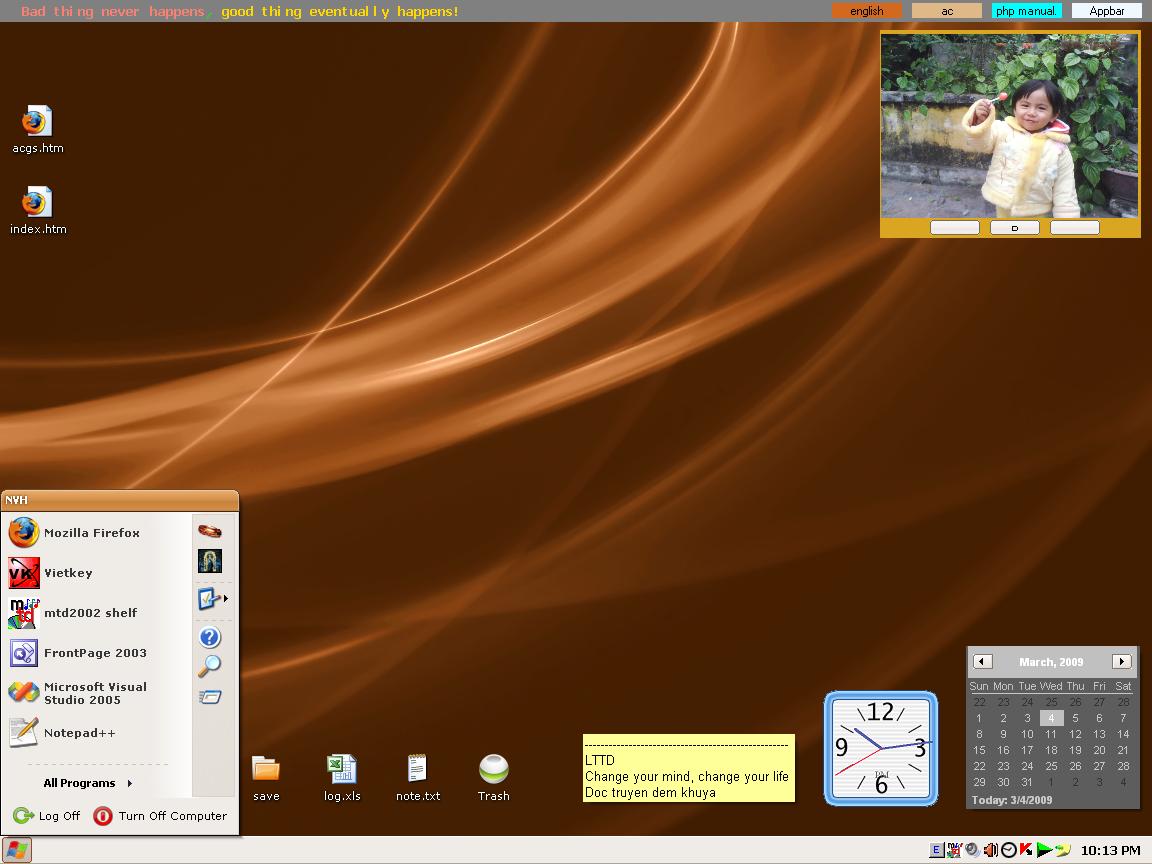 Bad thing never happens, good thing eventually happens!
english
ac
php manual
Appbar
acgs.htm
index.htm
D
NVH
Mozilla Firefox
Vietkey
mtd2002 shelf
FrontPage 2003
Microsoft Visual
Studio 2005
Notepad++
All Programs
Log Off
Turn Off Computer
save
log.xls
note.txt
Trash
LTTD
Change your mind, change your life
Doc truyen dem khuya
12
9
3
6
PM
March, 2009
Sun Mon Tue Wed Thu Fri Sat
22 23 24 25 26 27 28
1 2 3 4 5 6 7
8 9 10 11 12 13 14
15 16 17 18 19 20 21
22 23 24 25 26 27 28
29 30 31 1 2 3 4
Today: 3/4/2009
E
10:13 PM